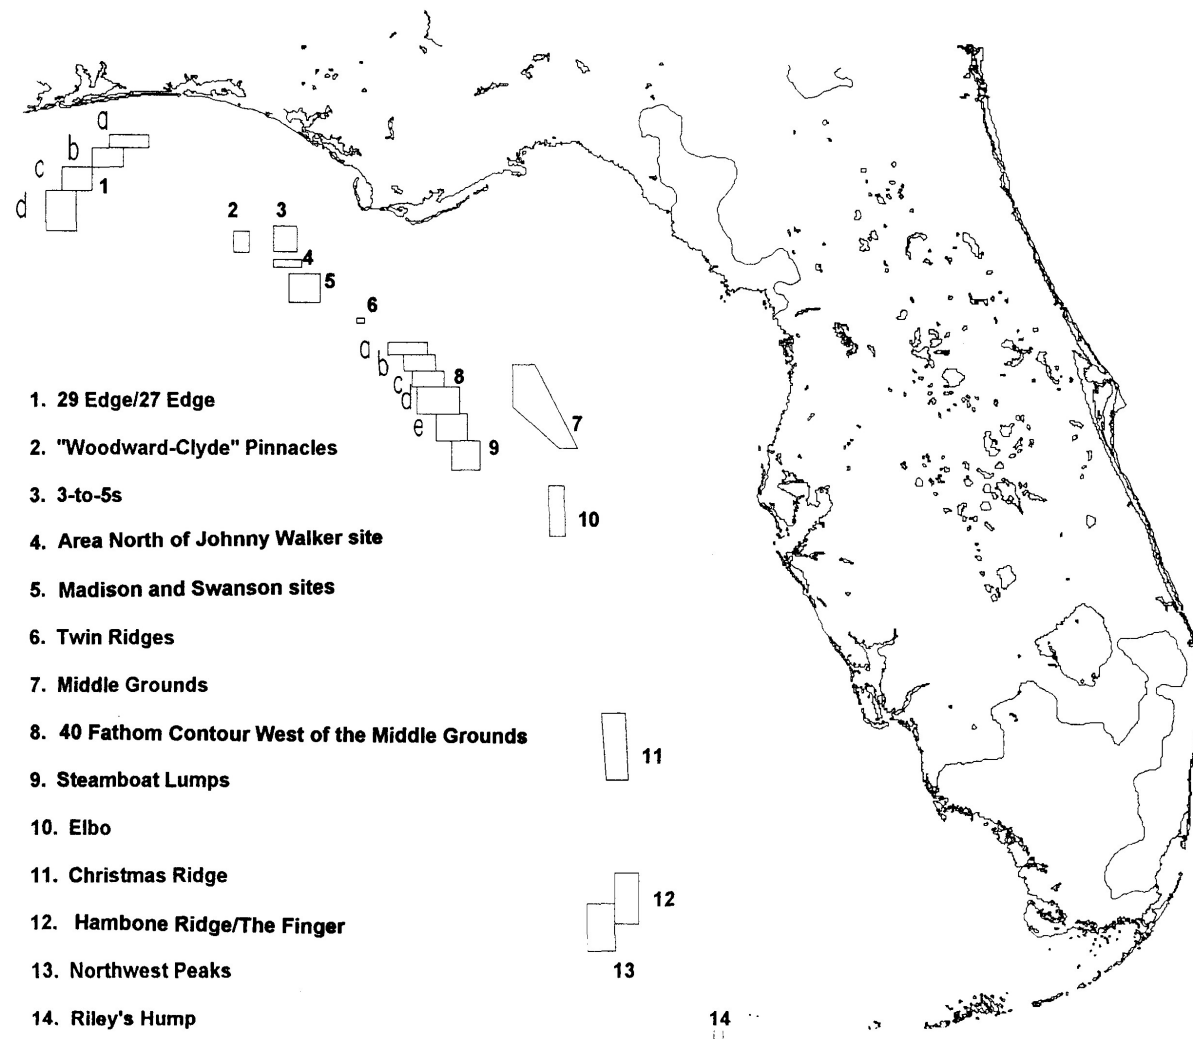 a
b
c
1
d
2
3
4
5
6
a
b
c
8
d
e
7
9
10
11
12
13
14
1. 29 Edge/27 Edge
2. "Woodward-Clyde" Pinnacles
3. 3-to-5s
4. Area North of Johnny Walker site
5. Madison and Swanson sites
6. Twin Ridges
7. Middle Grounds
8. 40 Fathom Contour West of the Middle Grounds
9. Steamboat Lumps
10. Elbo
11. Christmas Ridge
12. Hambone Ridge/The Finger
13. Northwest Peaks
14. Riley's Hump